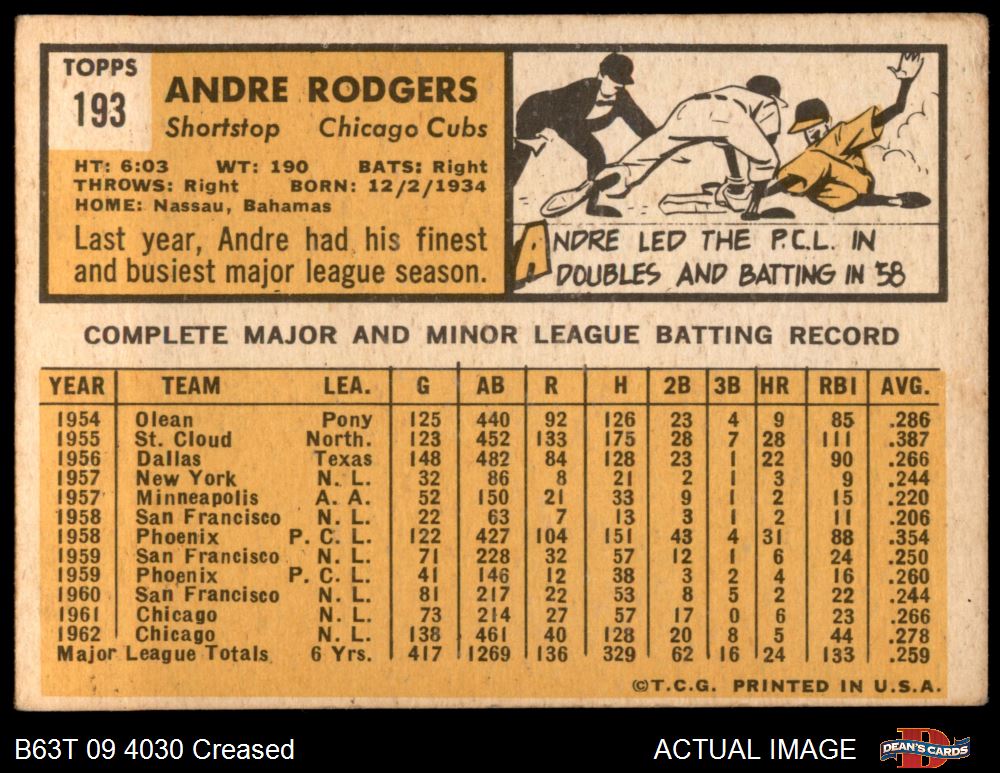 TOPPS
193
ANDRE RODGERS
Shortstop Chicago Cubs
HT: 6:03 WT: 190 BATS: Right
THROWS: Right BORN: 12/2/1934
HOME: Nassau, Bahamas
Last year, Andre had his finest
and busiest major league season.
ANDRE LED THE P.C.L. IN
DOUBLES AND BATTING IN '58
COMPLETE MAJOR AND MINOR LEAGUE BATTING RECORD
YEAR TEAM LEA. G AB R H 2B 3B HR RBI AVG.
1954 Olean Pony 125 440 92 126 23 4 9 85 .286
1955 St. Cloud North. 123 452 133 175 28 7 28 111 .387
1956 Dallas Texas 148 482 84 128 23 1 22 90 .266
1957 New York N. L. 32 86 8 21 2 1 3 9 .244
1957 Minneapolis A. A. 52 150 21 33 9 1 2 15 .220
1958 San Francisco N. L. 22 63 7 13 3 1 2 11 .206
1958 Phoenix P. C. L. 122 427 104 151 43 4 31 88 .354
1959 San Francisco N. L. 71 228 32 57 12 1 6 24 .250
1959 Phoenix P. C. L. 41 146 12 38 3 2 4 16 .260
1960 San Francisco N. L. 81 217 22 53 8 5 2 22 .244
1961 Chicago N. L. 73 214 27 57 17 0 6 23 .266
1962 Chicago N. L. 138 461 40 128 20 8 5 44 .278
Major League Totals 6 Yrs. 417 1269 136 329 62 16 24 133 .259
©T.C.G. PRINTED IN U.S.A.
B63T 09 4030 Creased ACTUAL IMAGE
DEAN'S CARDS